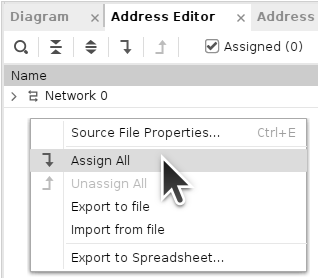 Diagram × Address Editor × Address
Assigned (0)
Name
Network 0
Source File Properties... Ctrl+E
Assign All
Unassign All
Export to file
Import from file
Export to Spreadsheet...